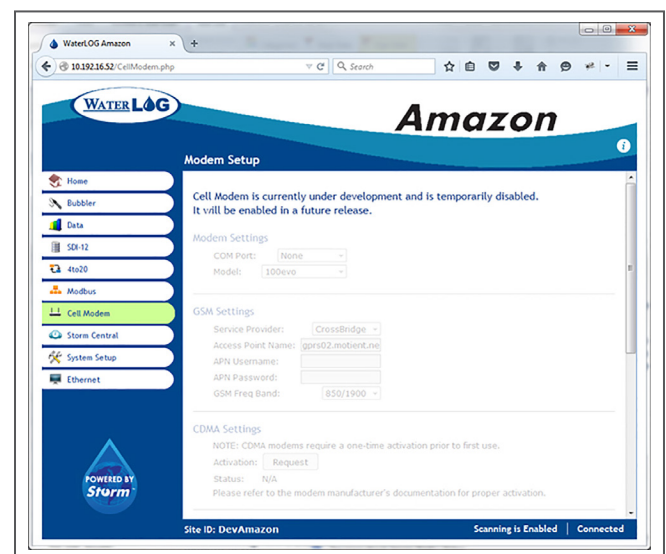 WaterLOG Amazon
10.192.16.52/CellModem.php
Search
WATERLOG
Amazon
Modem Setup
Home
Bubbler
Data
SDI-12
4to20
Modbus
Cell Modem
Storm Central
System Setup
Ethernet
POWERED BY
Storm
Cell Modem is currently under development and is temporarily disabled.
It will be enabled in a future release.
Modem Settings
COM Port: None
Model: 100evo
GSM Settings
Service Provider: CrossBridge
Access Point Name: gprs02.motient.ne
APN Username:
APN Password:
GSM Freq Band: 850/1900
CDMA Settings
NOTE: CDMA modems require a one-time activation prior to first use.
Activation: Request
Status: N/A
Please refer to the modem manufacturer's documentation for proper activation.
Site ID: DevAmazon
Scanning is Enabled | Connected